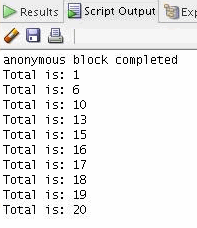 Results Script Output Exp
anonymous block completed
Total is: 1
Total is: 6
Total is: 10
Total is: 13
Total is: 15
Total is: 16
Total is: 17
Total is: 18
Total is: 19
Total is: 20